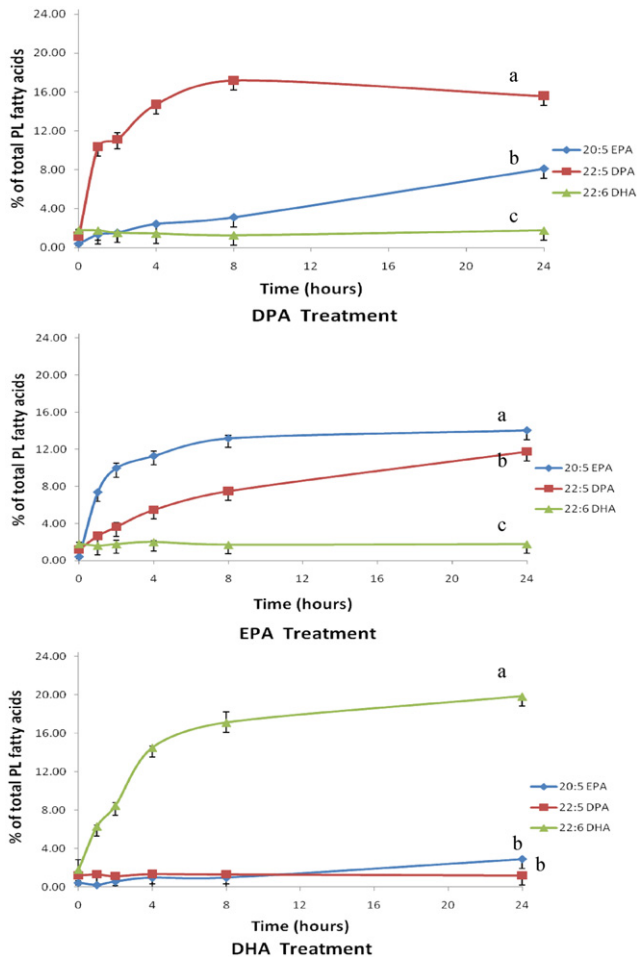 % of total PL fatty acids
24.00
20.00
16.00
12.00
8.00
4.00
0.00
a
b
c
20:5 EPA
22:5 DPA
22:6 DHA
0 4 8 12 16 20 24
Time (hours)
DPA Treatment
% of total PL fatty acids
24.00
20.00
16.00
12.00
8.00
4.00
0.00
a
b
c
20:5 EPA
22:5 DPA
22:6 DHA
0 4 8 12 16 20 24
Time (hours)
EPA Treatment
% of total PL fatty acids
24.00
20.00
16.00
12.00
8.00
4.00
0.00
a
b
b
20:5 EPA
22:5 DPA
22:6 DHA
0 4 8 12 16 20 24
Time (hours)
DHA Treatment